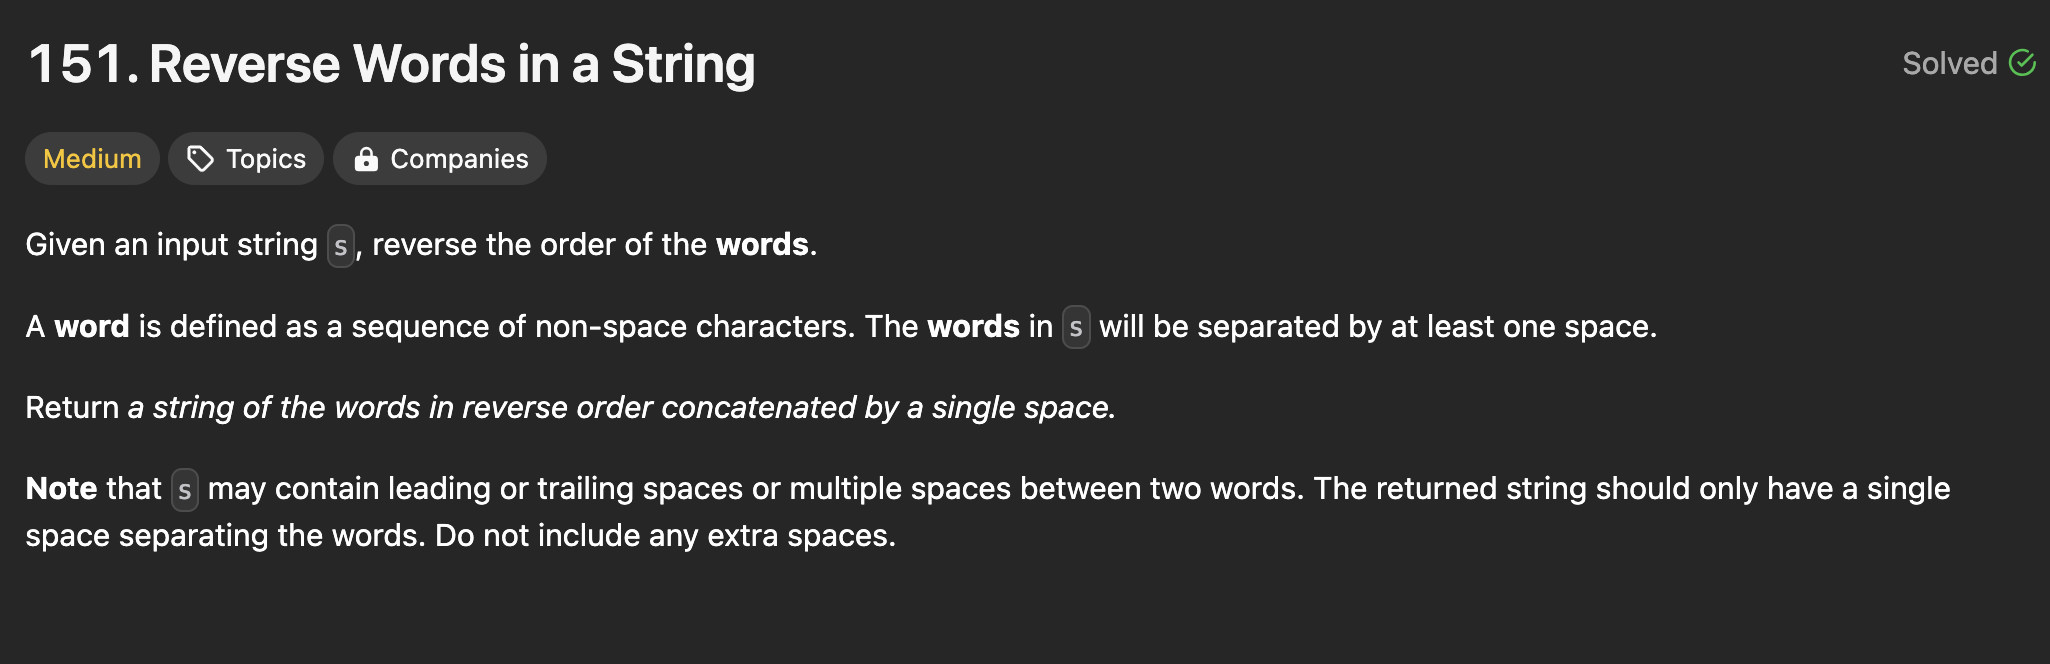 151. Reverse Words in a String
Solved
Medium Topics Companies
Given an input string s, reverse the order of the words.
A word is defined as a sequence of non-space characters. The words in s will be separated by at least one space.
Return a string of the words in reverse order concatenated by a single space.
Note that s may contain leading or trailing spaces or multiple spaces between two words. The returned string should only have a single
space separating the words. Do not include any extra spaces.